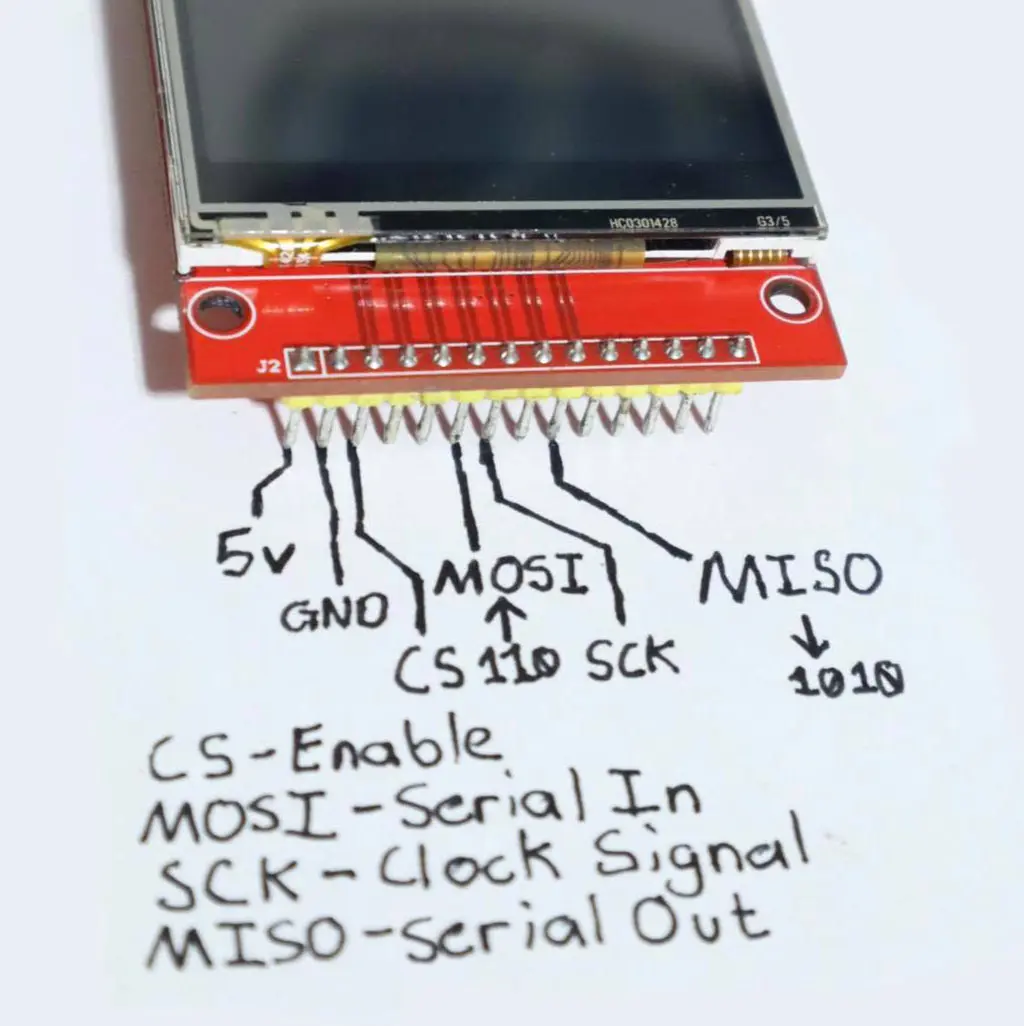 HC0301428 G3/5
J2
5v
GND
MOSI
MISO
CS 110 SCK
1010
CS-Enable
MOSI-Serial In
SCK-Clock Signal
MISO-Serial Out